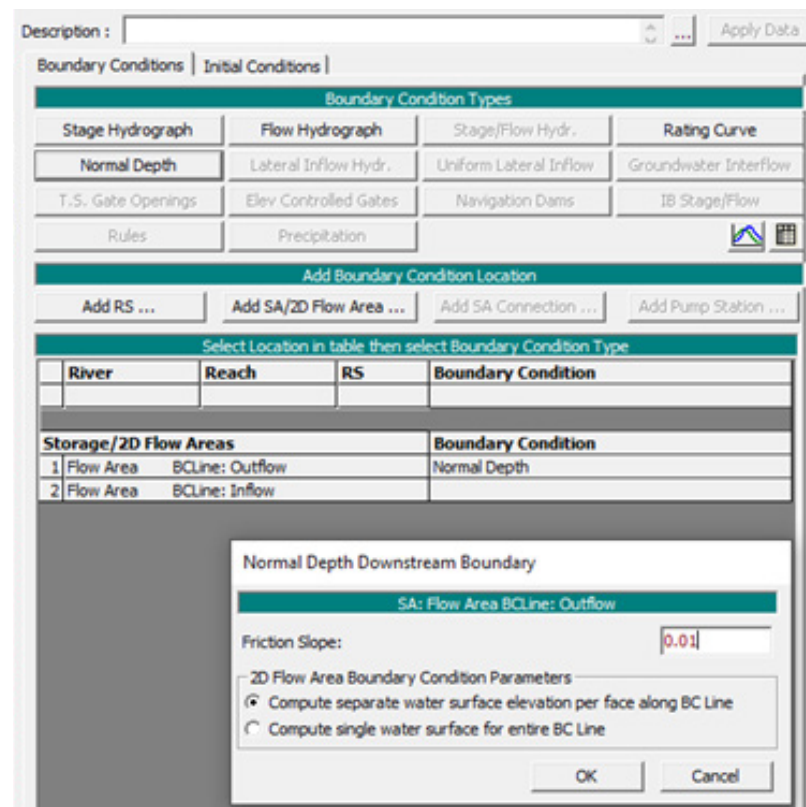 Description :
... Apply Data
Boundary Conditions Initial Conditions
Boundary Condition Types
Stage Hydrograph Flow Hydrograph Stage/Flow Hydr. Rating Curve
Normal Depth Lateral Inflow Hydr. Uniform Lateral Inflow Groundwater Interflow
T.S. Gate Openings Elev Controlled Gates Navigation Dams IB Stage/Flow
Rules Precipitation
Add Boundary Condition Location
Add RS ... Add SA/2D Flow Area ... Add SA Connection ... Add Pump Station ...
Select Location in table then select Boundary Condition Type
River Reach RS Boundary Condition
Storage/2D Flow Areas Boundary Condition
1 Flow Area BCLine: Outflow Normal Depth
2 Flow Area BCLine: Inflow
Normal Depth Downstream Boundary
SA: Flow Area BCLine: Outflow
Friction Slope: 0.01
2D Flow Area Boundary Condition Parameters
Compute separate water surface elevation per face along BC Line
Compute single water surface for entire BC Line
OK Cancel